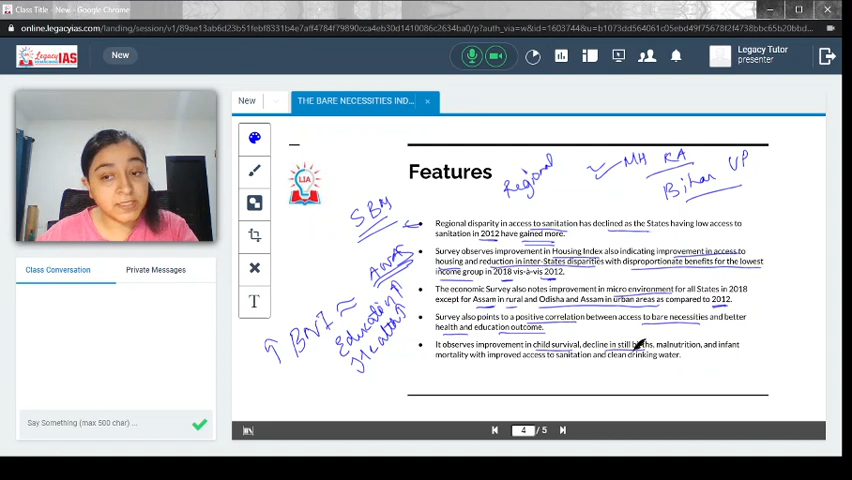 Class Title - New - Google Chrome
online.legacyias.com/landing/session/v1/89ae13ab6d23b51febf8331b4e7aff4784f79890cca4eb30d1410086c2634ba0/p?auth_via=w&id=1603744&u=b1073dd564061c05ebd49f75678f2f4738bbc65b20bbd...
Legacy IAS
New
Legacy Tutor
presenter
New
THE BARE NECESSITIES IND...
LIA
Features
Regional
MH RA
Bihar UP
SBM
Regional disparity in access to sanitation has declined as the States having low access to
sanitation in 2012 have gained more.
Survey observes improvement in Housing Index also indicating improvement in access to
housing and reduction in inter-States disparities with disproportionate benefits for the lowest
income group in 2018 vis-à-vis 2012.
The economic Survey also notes improvement in micro environment for all States in 2018
except for Assam in rural and Odisha and Assam in urban areas as compared to 2012.
Survey also points to a positive correlation between access to bare necessities and better
health and education outcome.
It observes improvement in child survival, decline in still births, malnutrition, and infant
mortality with improved access to sanitation and clean drinking water.
↑ BNI ≈
Education ↑
Health ↑
Class Conversation
Private Messages
Say Something (max 500 char) ...
4 / 5